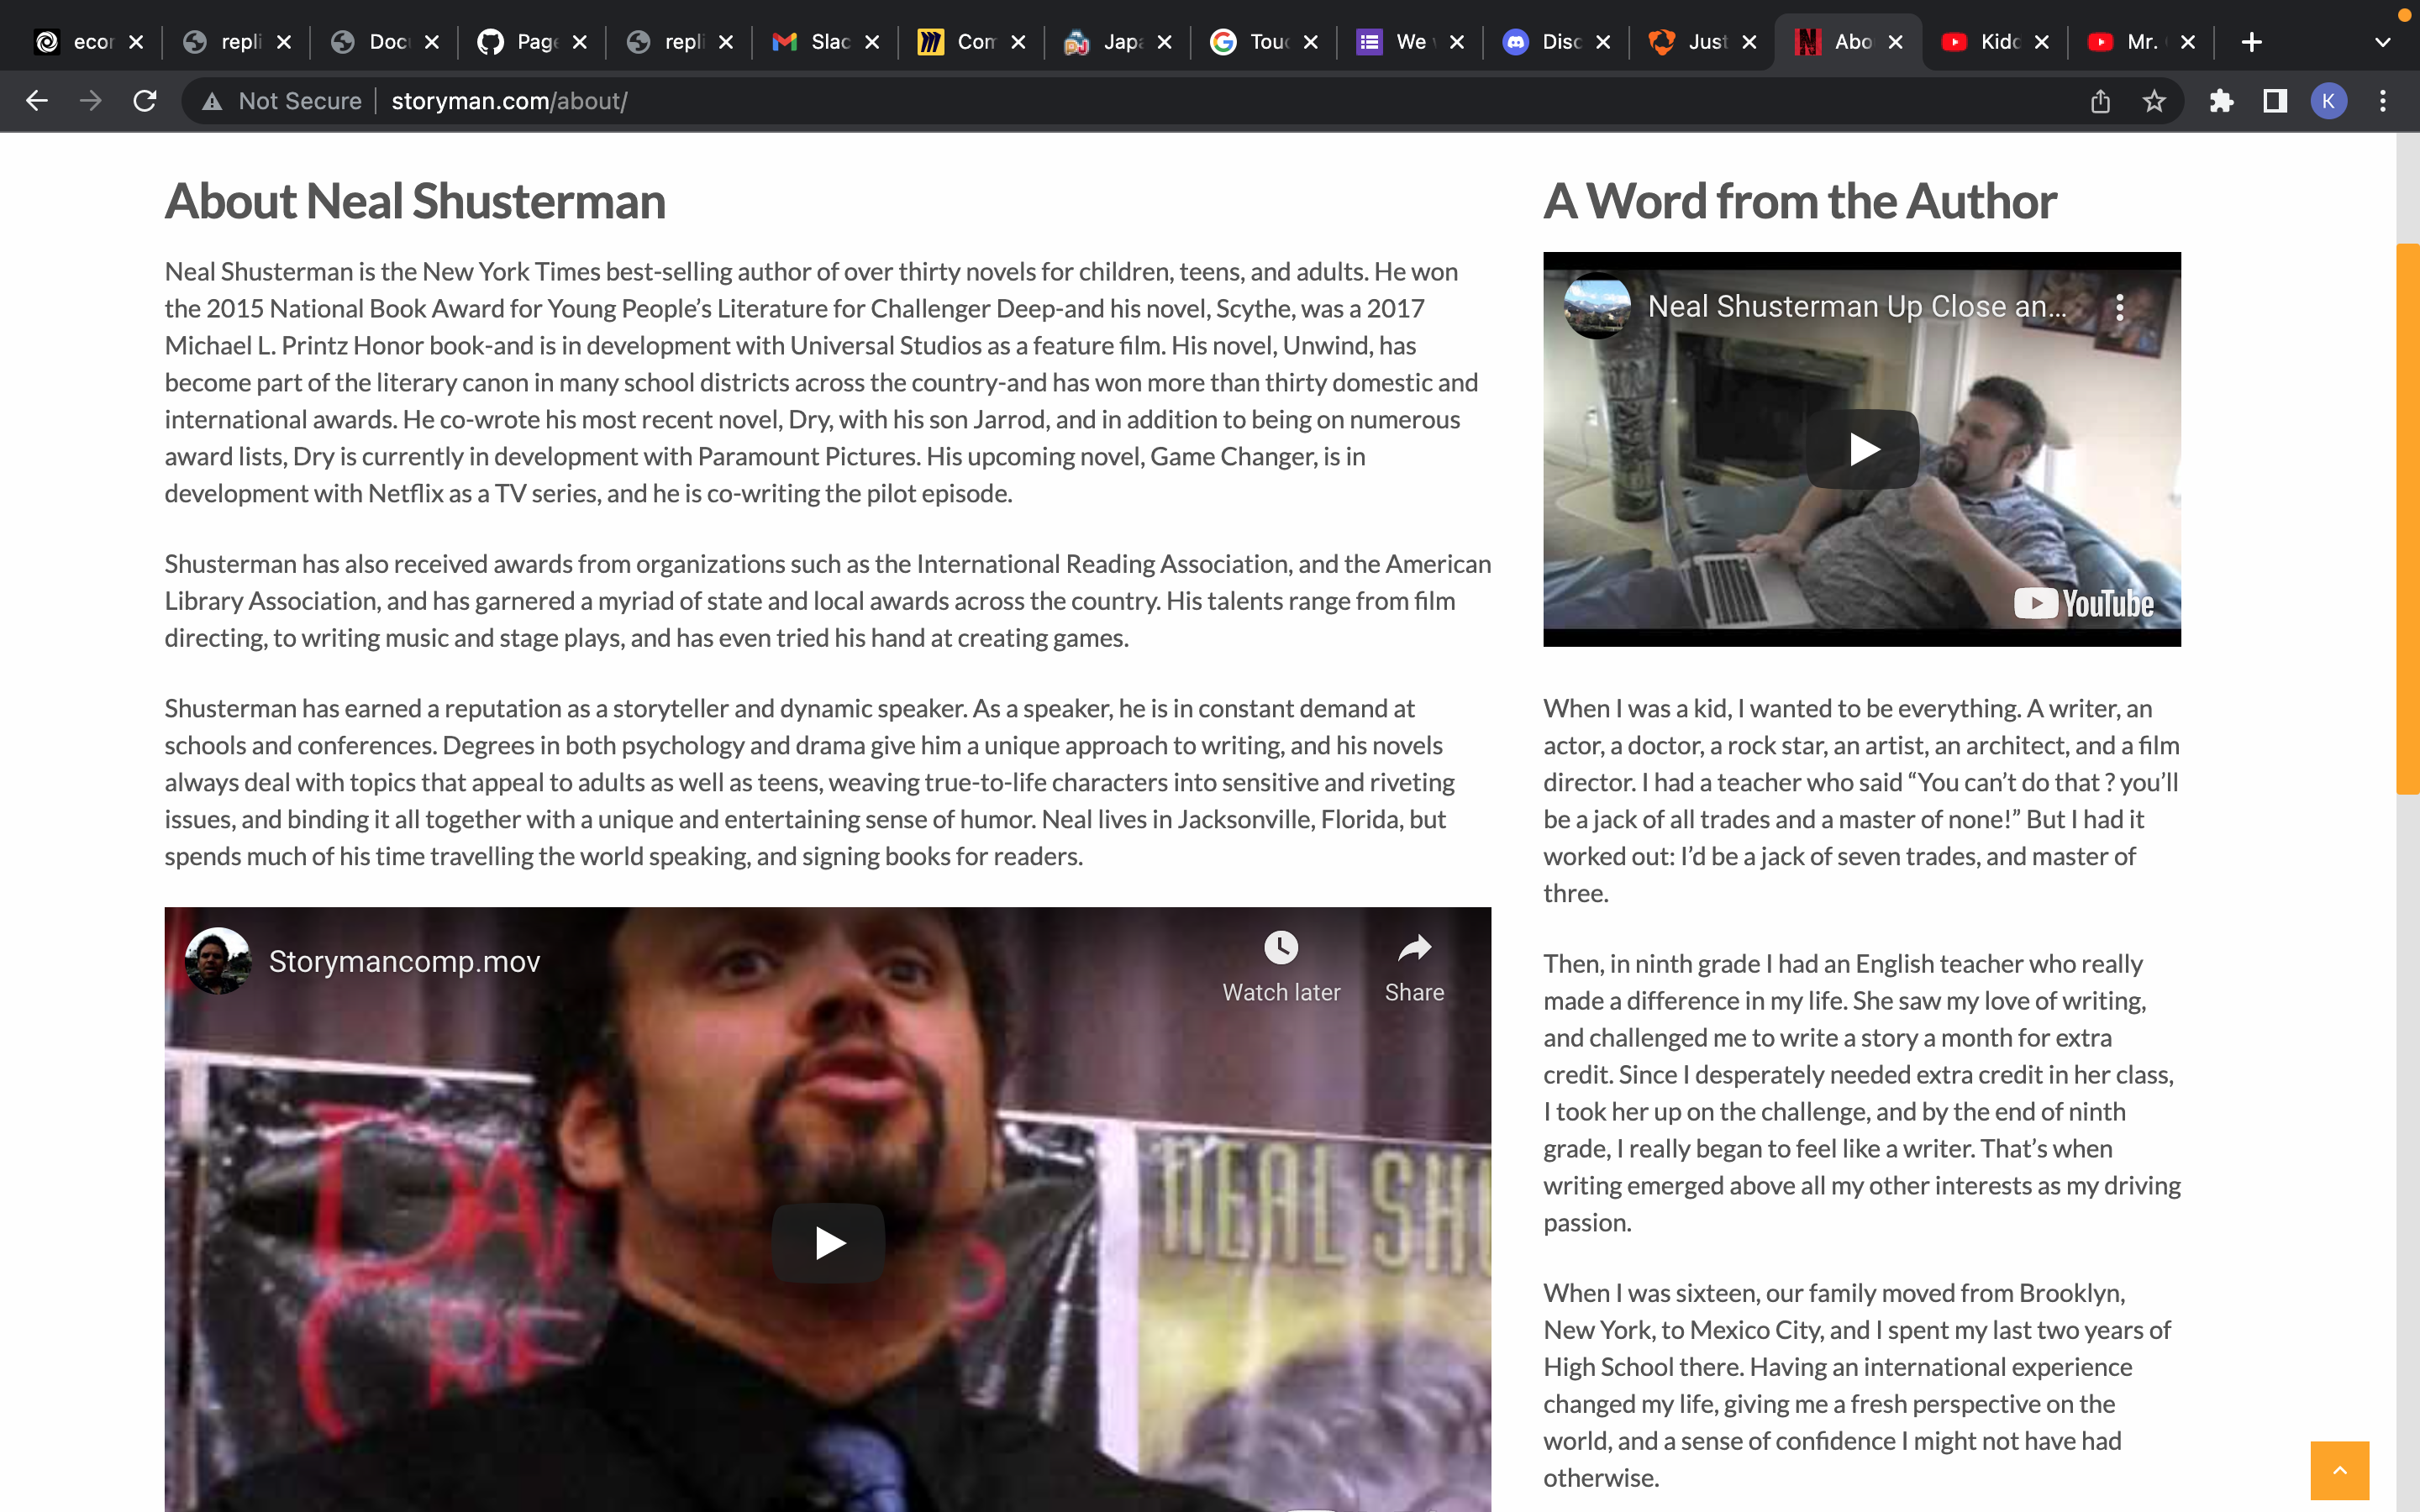 ecor
repli
Doc
Page
repli
Slac
Com
Japa
Touc
We
Disc
Just
Abo
Kidd
Mr.
Not Secure
storyman.com/about/
K
About Neal Shusterman
Neal Shusterman is the New York Times best-selling author of over thirty novels for children, teens, and adults. He won
the 2015 National Book Award for Young People’s Literature for Challenger Deep-and his novel, Scythe, was a 2017
Michael L. Printz Honor book-and is in development with Universal Studios as a feature film. His novel, Unwind, has
become part of the literary canon in many school districts across the country-and has won more than thirty domestic and
international awards. He co-wrote his most recent novel, Dry, with his son Jarrod, and in addition to being on numerous
award lists, Dry is currently in development with Paramount Pictures. His upcoming novel, Game Changer, is in
development with Netflix as a TV series, and he is co-writing the pilot episode.
Shusterman has also received awards from organizations such as the International Reading Association, and the American
Library Association, and has garnered a myriad of state and local awards across the country. His talents range from film
directing, to writing music and stage plays, and has even tried his hand at creating games.
Shusterman has earned a reputation as a storyteller and dynamic speaker. As a speaker, he is in constant demand at
schools and conferences. Degrees in both psychology and drama give him a unique approach to writing, and his novels
always deal with topics that appeal to adults as well as teens, weaving true-to-life characters into sensitive and riveting
issues, and binding it all together with a unique and entertaining sense of humor. Neal lives in Jacksonville, Florida, but
spends much of his time travelling the world speaking, and signing books for readers.
Storymancomp.mov
Watch later
Share
DAR
CRE
NEAL SHU
A Word from the Author
Neal Shusterman Up Close an...
YouTube
When I was a kid, I wanted to be everything. A writer, an
actor, a doctor, a rock star, an artist, an architect, and a film
director. I had a teacher who said “You can’t do that ? you’ll
be a jack of all trades and a master of none!” But I had it
worked out: I’d be a jack of seven trades, and master of
three.
Then, in ninth grade I had an English teacher who really
made a difference in my life. She saw my love of writing,
and challenged me to write a story a month for extra
credit. Since I desperately needed extra credit in her class,
I took her up on the challenge, and by the end of ninth
grade, I really began to feel like a writer. That’s when
writing emerged above all my other interests as my driving
passion.
When I was sixteen, our family moved from Brooklyn,
New York, to Mexico City, and I spent my last two years of
High School there. Having an international experience
changed my life, giving me a fresh perspective on the
world, and a sense of confidence I might not have had
otherwise.